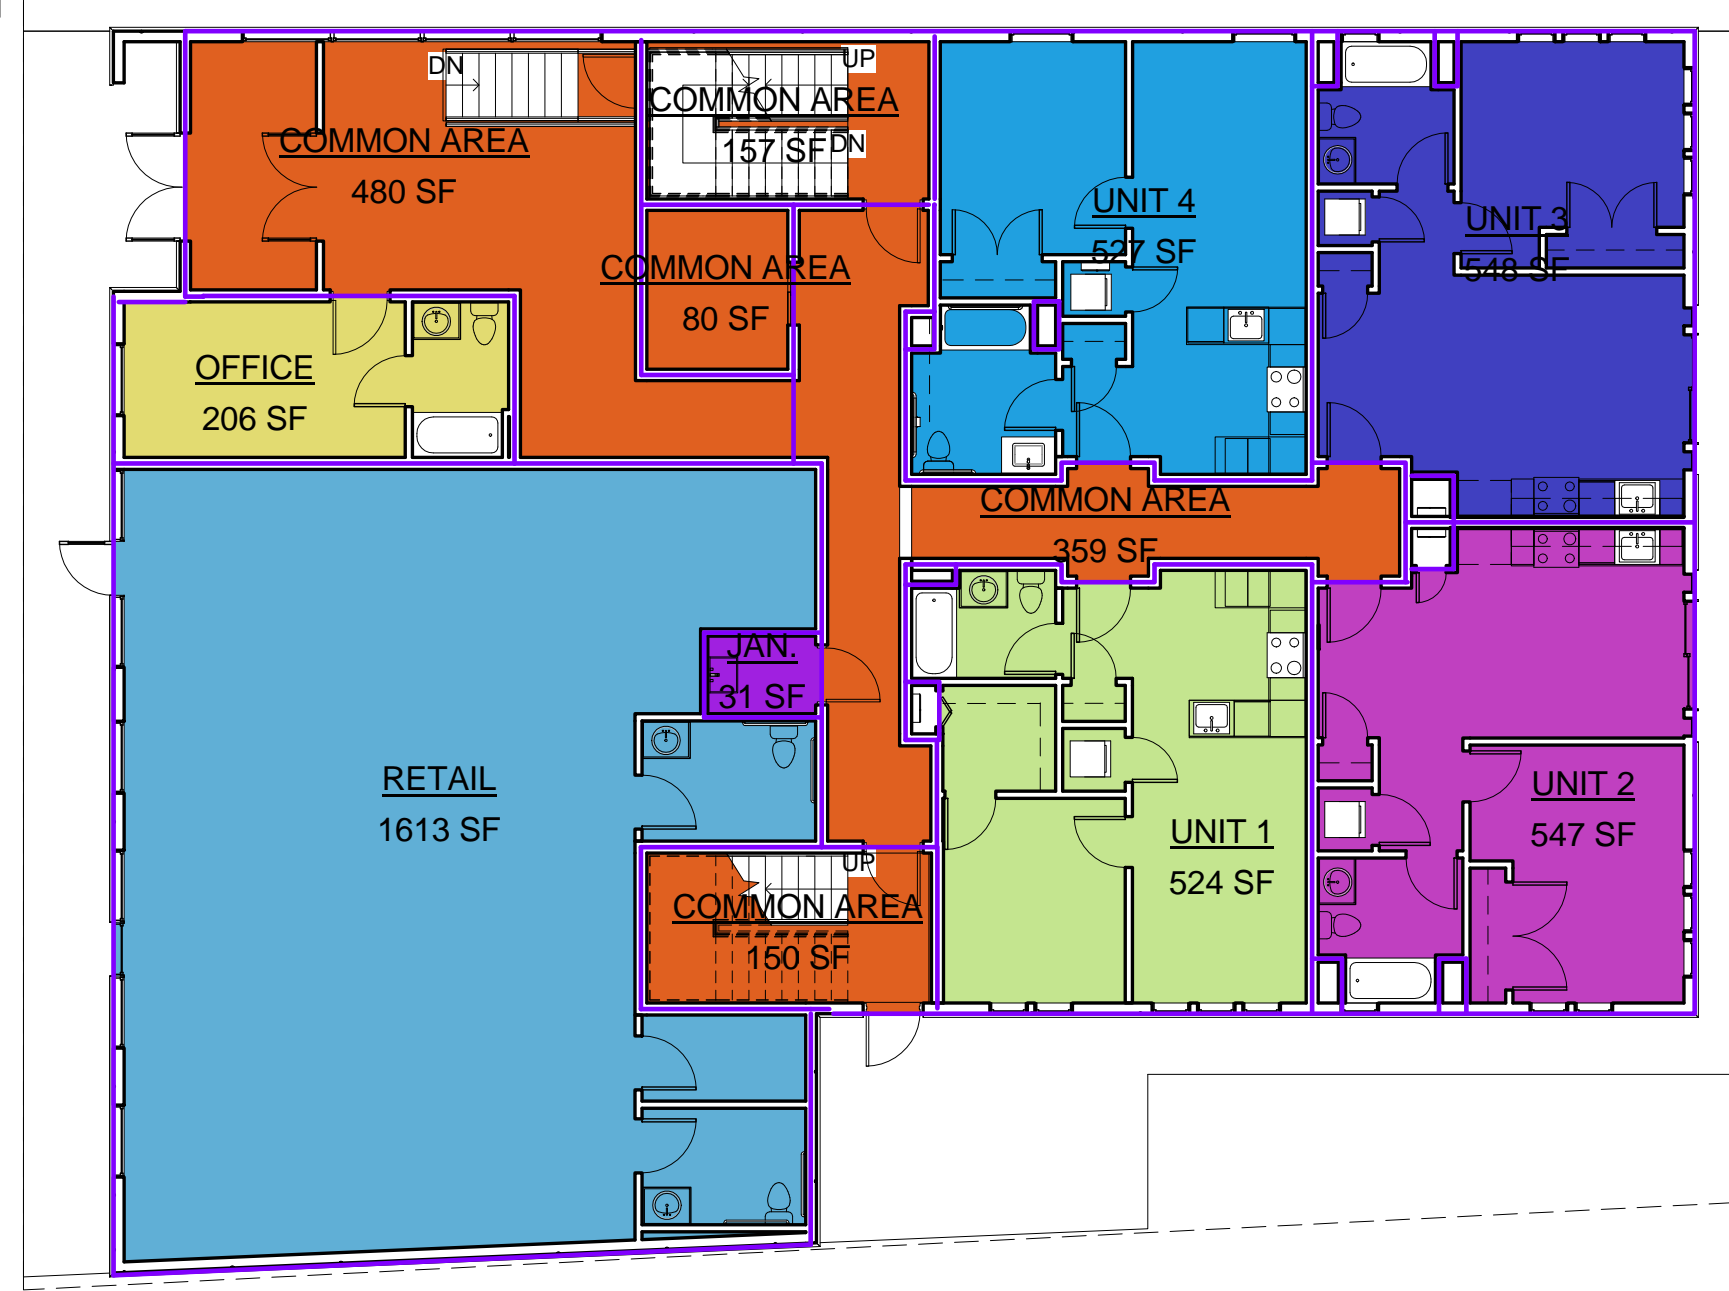 DN
UP
COMMON AREA
157 SF
DN
COMMON AREA
480 SF
UNIT 4
527 SF
UNIT 3
548 SF
COMMON AREA
80 SF
OFFICE
206 SF
COMMON AREA
359 SF
JAN.
31 SF
RETAIL
1613 SF
UNIT 1
524 SF
UNIT 2
547 SF
UP
COMMON AREA
150 SF